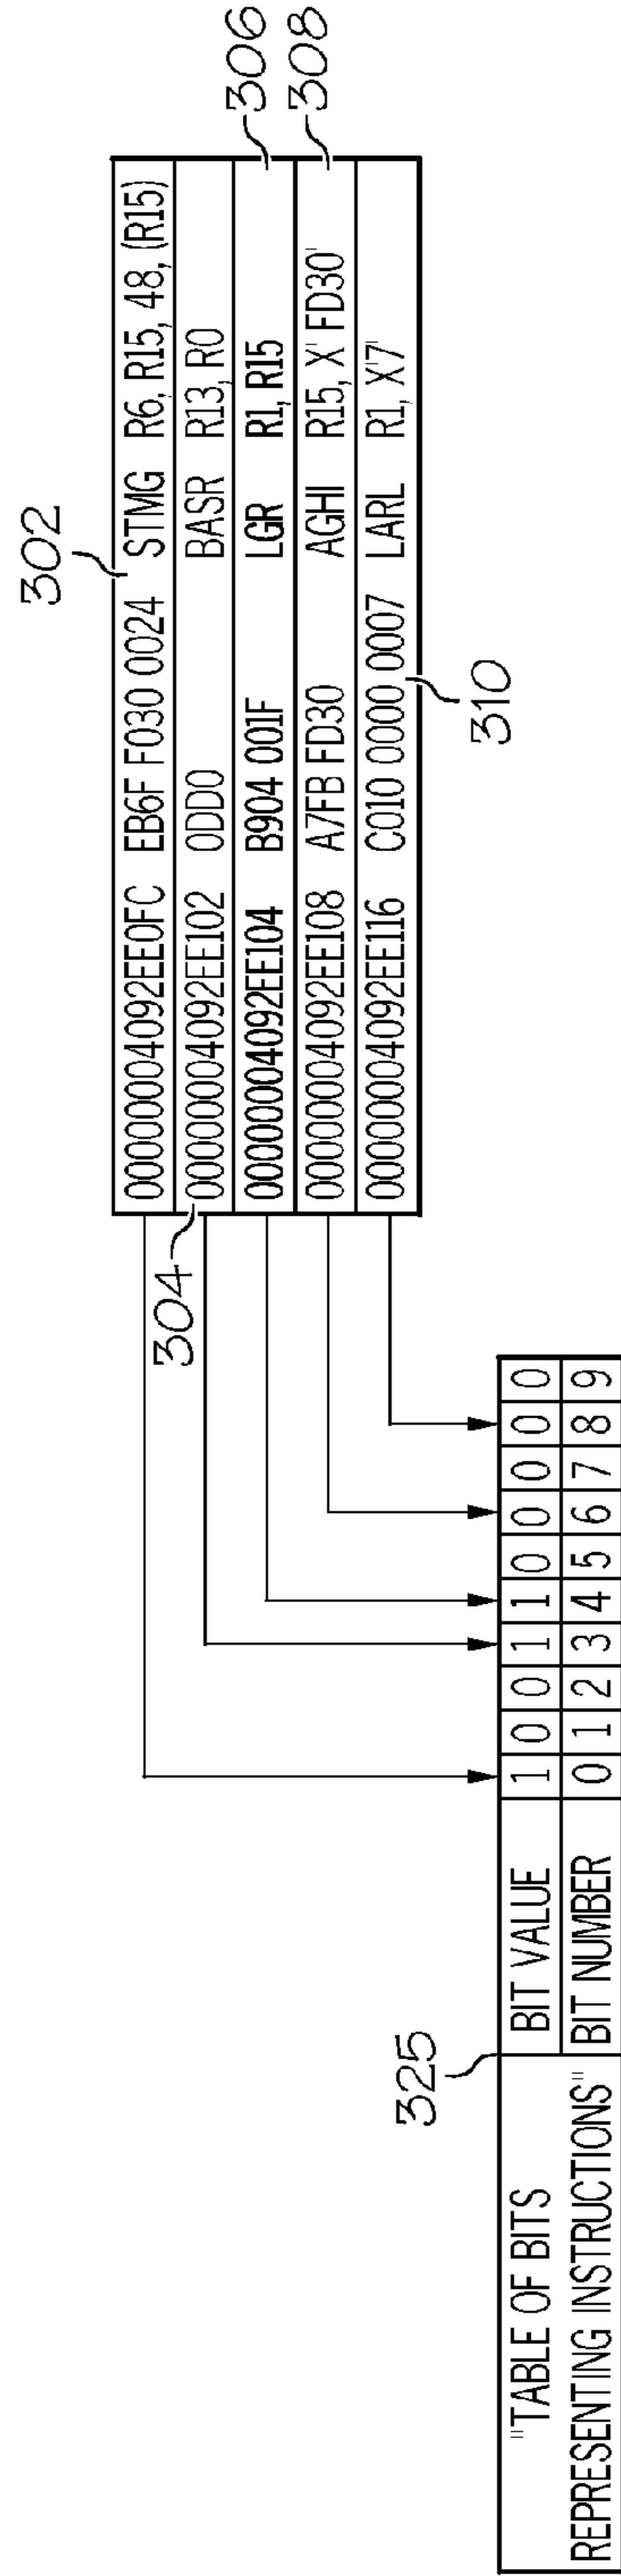 302
306
308
00000004092EE0FC EB6F F030 0024 STMG R6, R15, 48, (R15)
00000004092EE102 0DD0 BASR R13, R0
00000004092EE104 B904 001F LGR R1, R15
00000004092EE108 A7FB FD30 AGHI R15, X' FD30'
00000004092EE116 C010 0000 0007 LARL R1, X'7'
304
310
325
"TABLE OF BITS
REPRESENTING INSTRUCTIONS"
BIT VALUE 1 0 0 1 1 0 0 0 0 0
BIT NUMBER 0 1 2 3 4 5 6 7 8 9